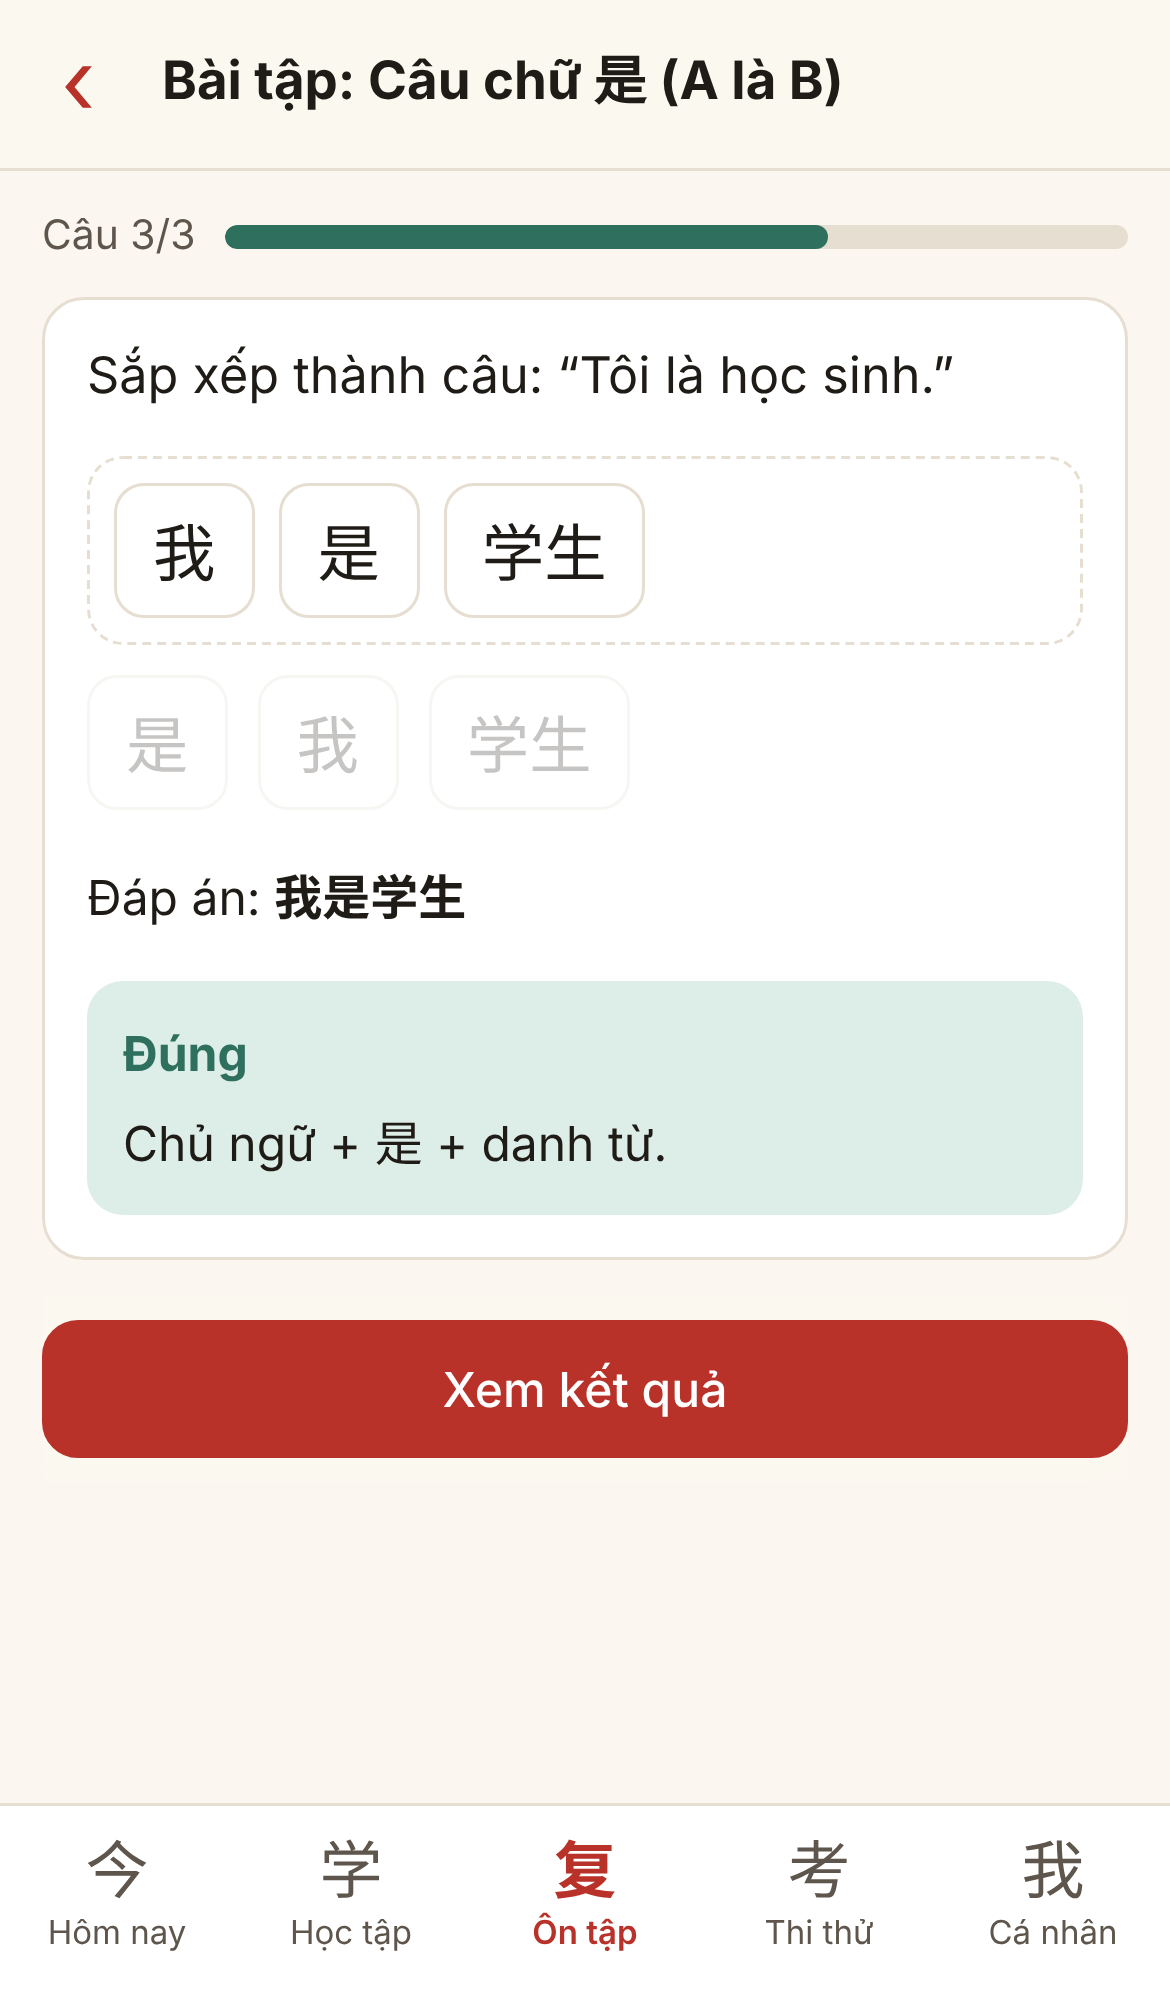 ‹ Bài tập: Câu chữ 是 (A là B)
Câu 3/3
Sắp xếp thành câu: “Tôi là học sinh.”
我 是 学生
是 我 学生
Đáp án: 我是学生
Đúng
Chủ ngữ + 是 + danh từ.
Xem kết quả
今 学 复 考 我
Hôm nay Học tập Ôn tập Thi thử Cá nhân